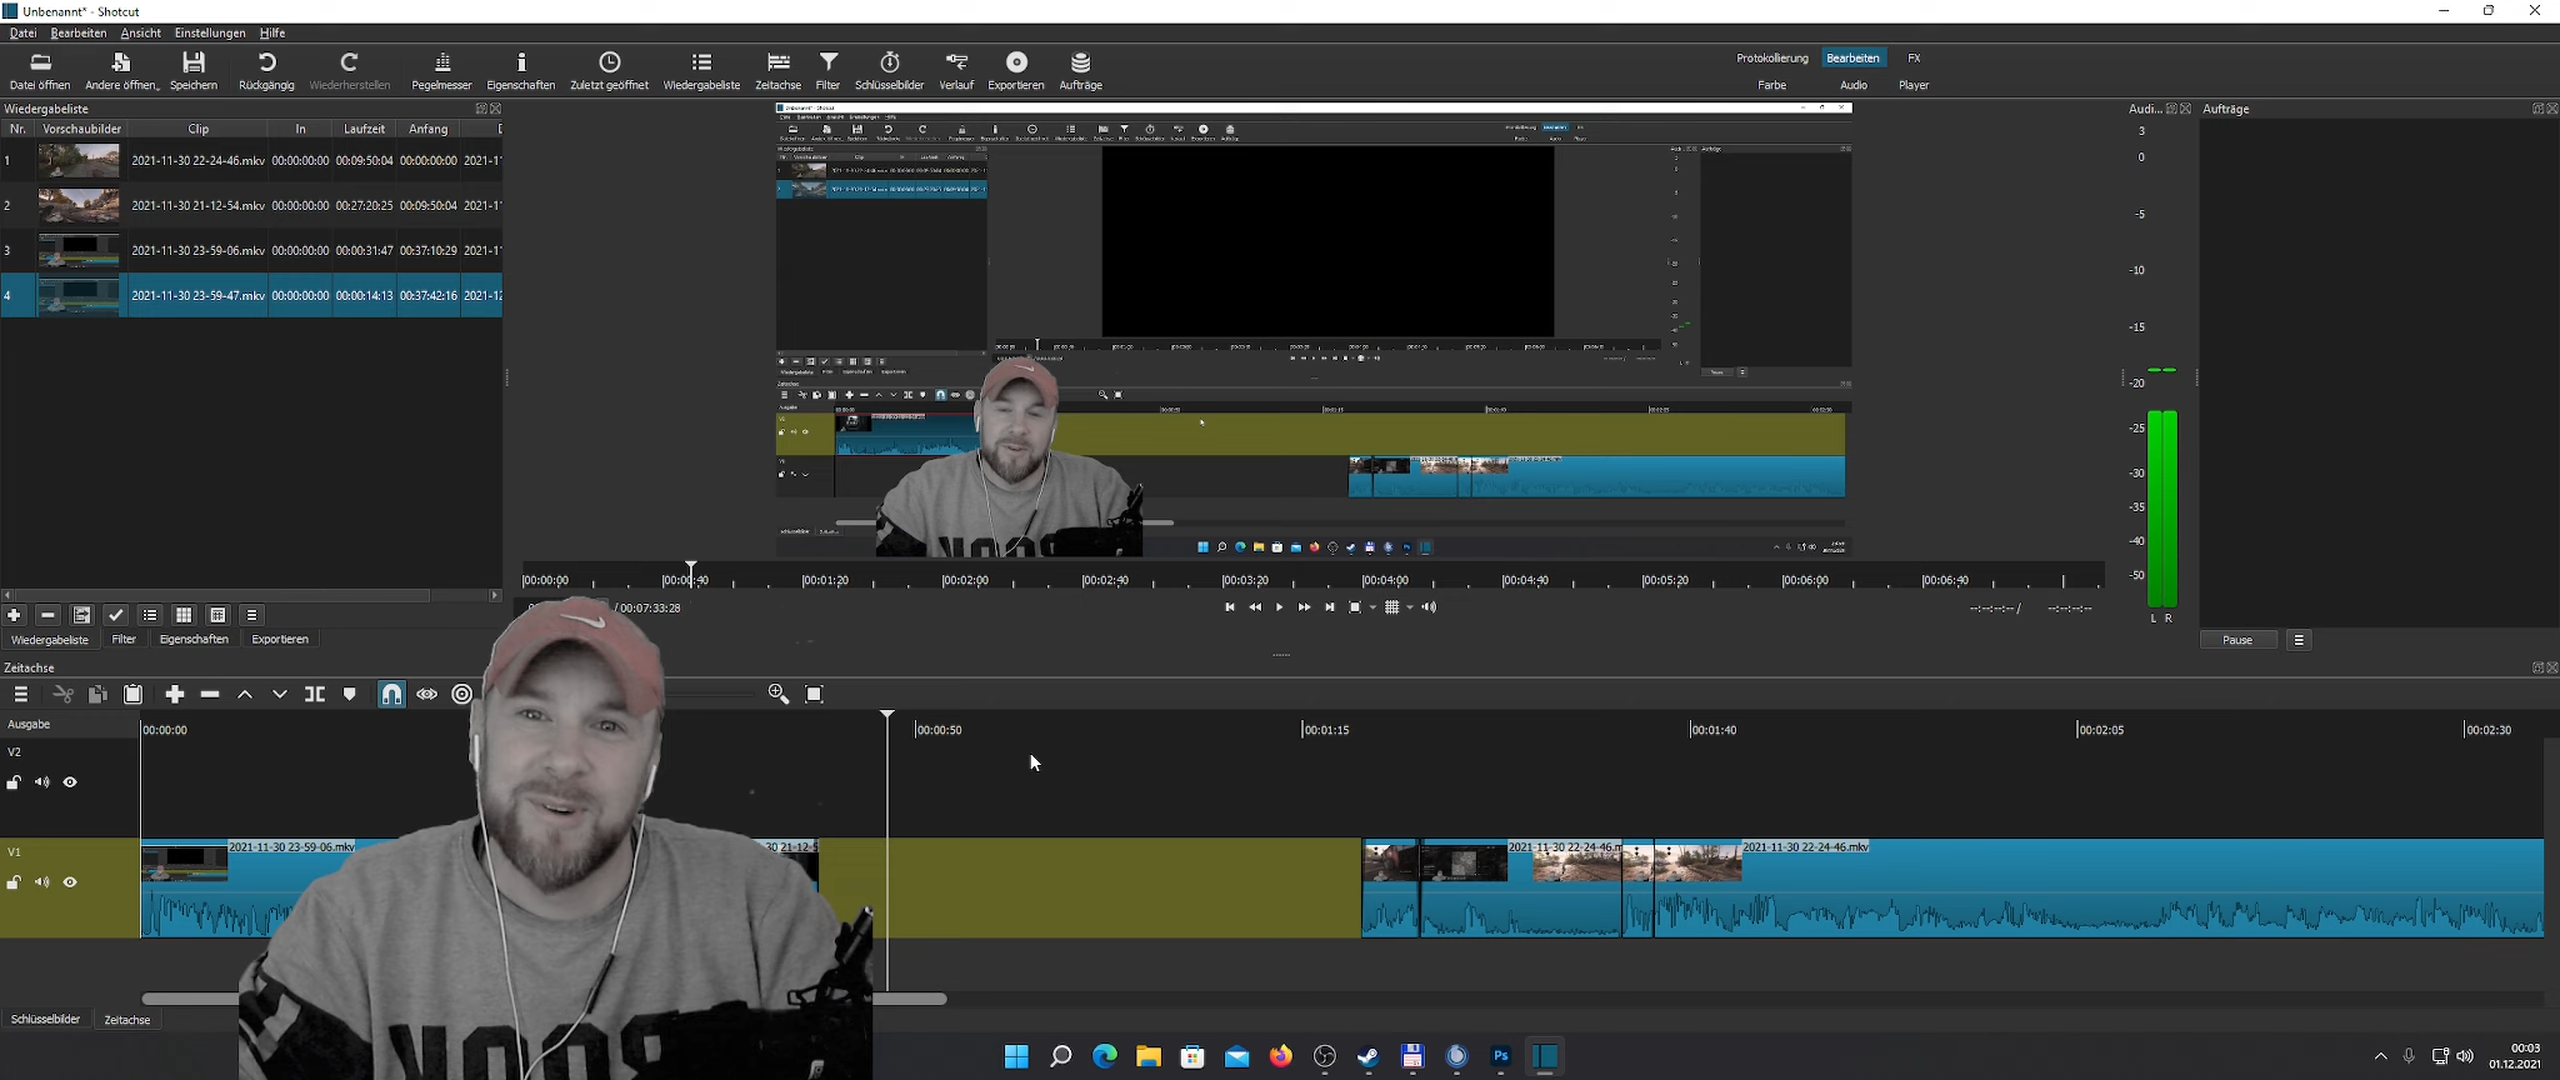 Unbenannt* - Shotcut
Datei Bearbeiten Ansicht Einstellungen Hilfe
Datei öffnen Andere öffnen... Speichern Rückgängig Wiederherstellen Pegelmesser Eigenschaften Zuletzt geöffnet Wiedergabeliste Zeitachse Filter Schlüsselbilder Verlauf Exportieren Aufträge
Protokollierung Bearbeiten FX
Farbe Audio Player
Wiedergabeliste
Nr. Vorschaubilder Clip In Laufzeit Anfang
1 2021-11-30 22-24-46.mkv 00:00:00:00 00:09:50:04 00:00:00:00 2021-11
2 2021-11-30 21-12-54.mkv 00:00:00:00 00:27:20:25 00:09:50:04 2021-11
3 2021-11-30 23-59-06.mkv 00:00:00:00 00:00:31:47 00:37:10:29 2021-11
4 2021-11-30 23-59-47.mkv 00:00:00:00 00:00:14:13 00:37:42:16 2021-12
Audi...
3
0
-5
-10
-15
-20
-25
-30
-35
-40
-50
L R
Aufträge
Pause
00:00:00 00:00:40 00:01:20 00:02:00 00:02:40 00:03:20 00:04:00 00:04:40 00:05:20 00:06:00 00:06:40
/ 00:07:33:28
--:--:--:-- / --:--:--:--
Wiedergabeliste Filter Eigenschaften Exportieren
Zeitachse
Ausgabe
00:00:00 00:00:50 00:01:15 00:01:40 00:02:05 00:02:30
V2
V1
2021-11-30 23-59-06.mkv
30 21-12-5
2021-11-30 22-24-46.m
2021-11-30 22-24-46.mkv
Schlüsselbilder Zeitachse
Ps
00:03
01.12.2021